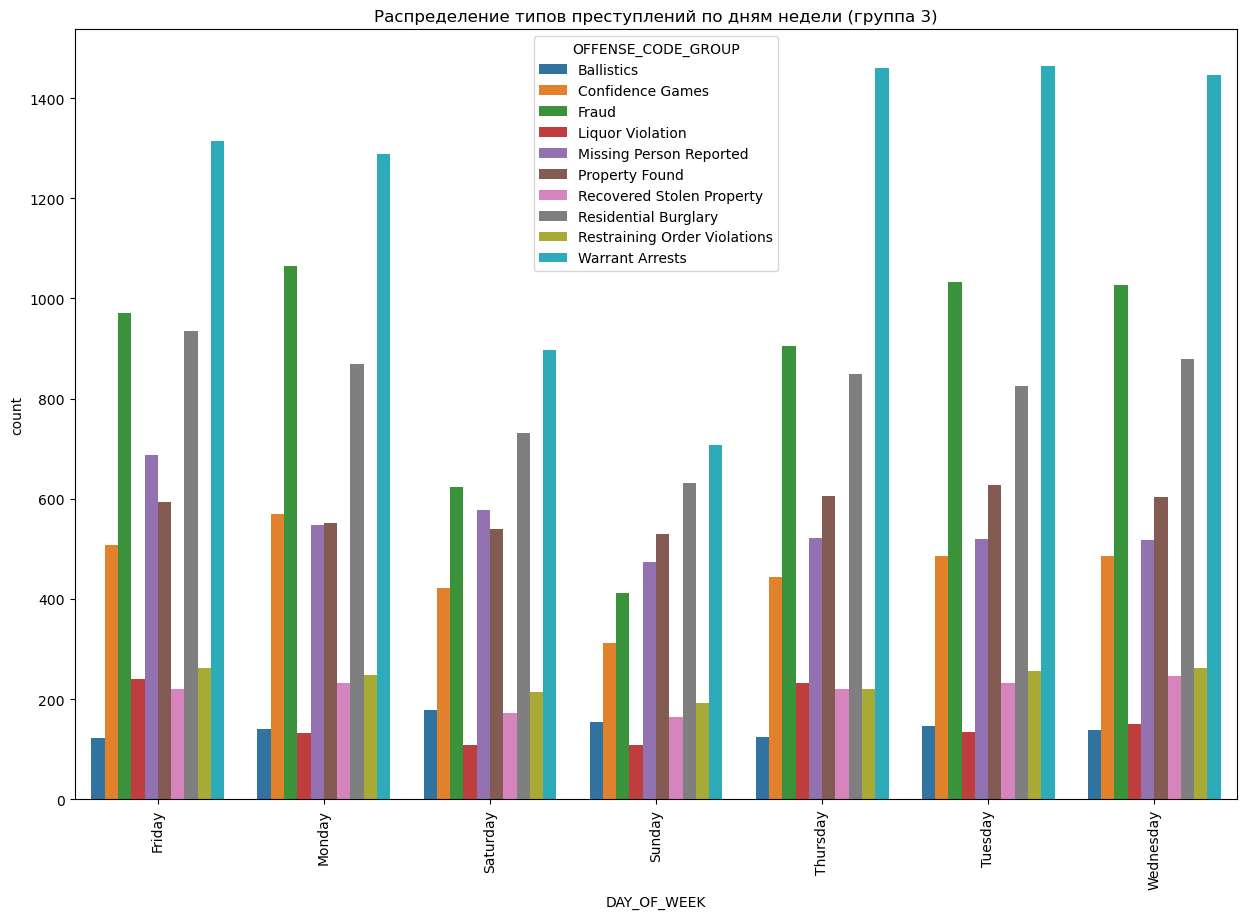 Распределение типов преступлений по дням недели (группа 3)
OFFENSE_CODE_GROUP
Ballistics
Confidence Games
Fraud
Liquor Violation
Missing Person Reported
Property Found
Recovered Stolen Property
Residential Burglary
Restraining Order Violations
Warrant Arrests
count
1400
1200
1000
800
600
400
200
0
Friday
Monday
Saturday
Sunday
Thursday
Tuesday
Wednesday
DAY_OF_WEEK